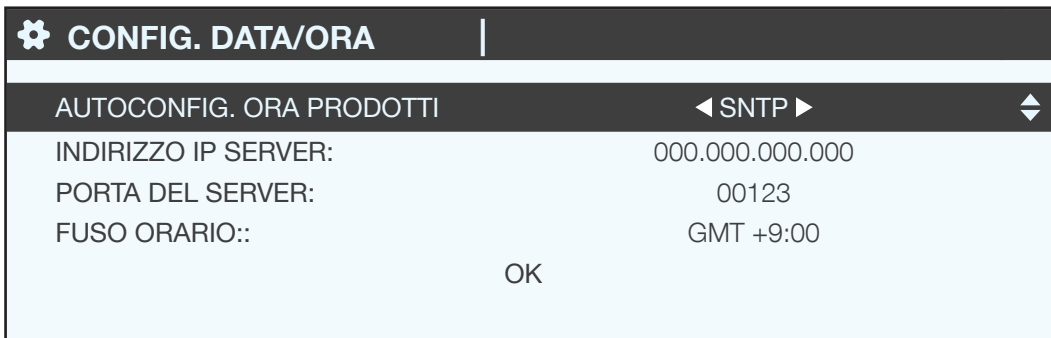 CONFIG. DATA/ORA
AUTOCONFIG. ORA PRODOTTI SNTP
INDIRIZZO IP SERVER: 000.000.000.000
PORTA DEL SERVER: 00123
FUSO ORARIO:: GMT +9:00
OK